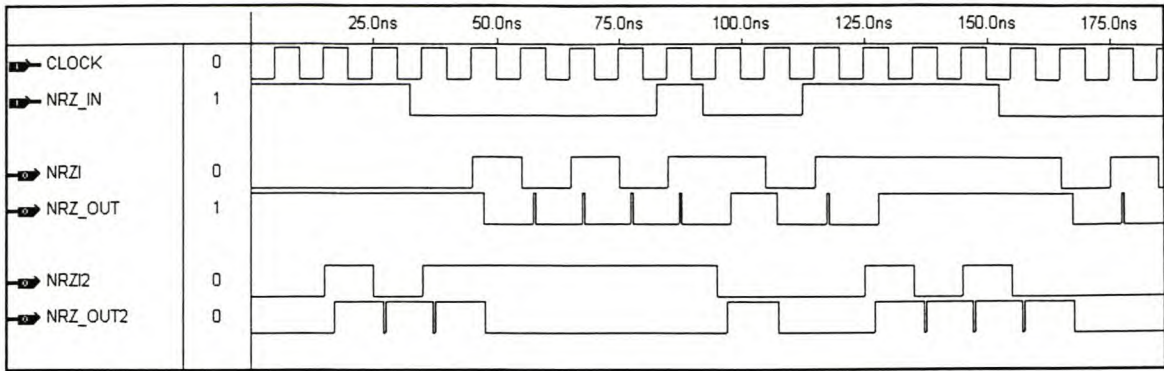 25.0ns 50.0ns 75.0ns 100.0ns 125.0ns 150.0ns 175.0ns
CLOCK 0
NRZ_IN 1
NRZI 0
NRZ_OUT 1
NRZI2 0
NRZ_OUT2 0